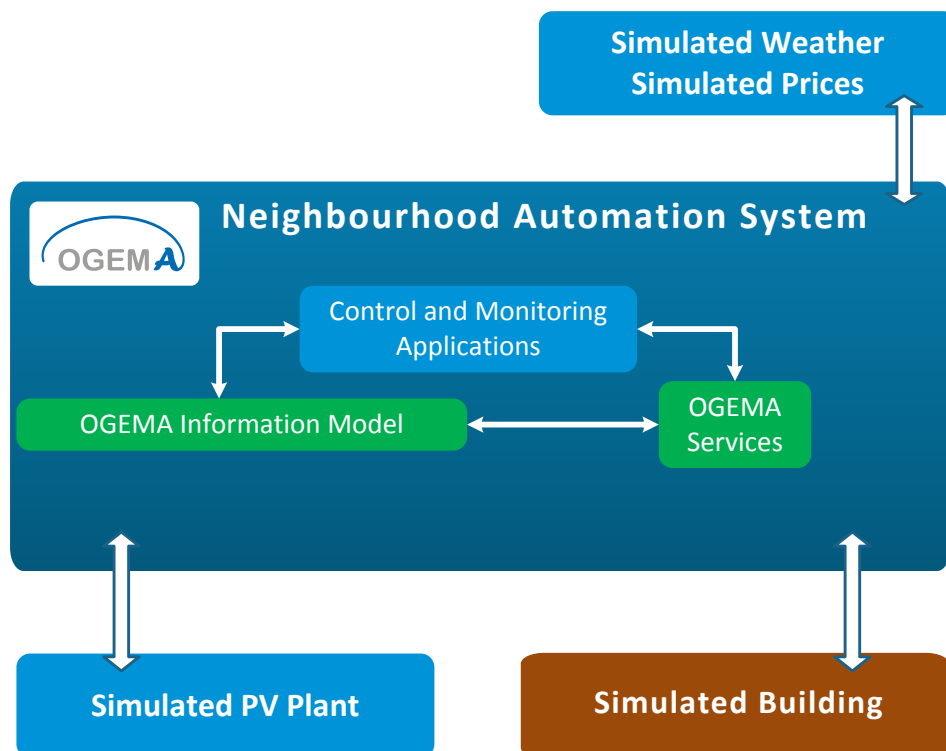 Simulated Weather
Simulated Prices
OGEMA
Neighbourhood Automation System
Control and Monitoring
Applications
OGEMA Information Model
OGEMA
Services
Simulated PV Plant
Simulated Building